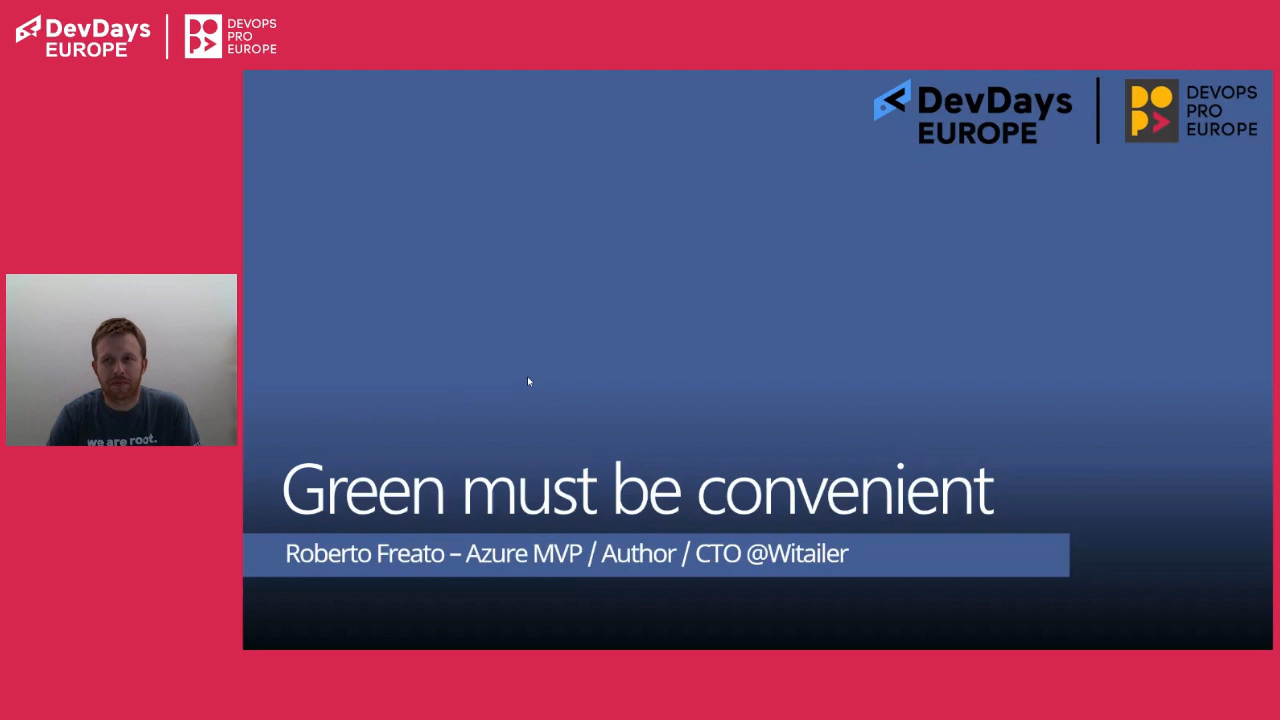 DevDays
EUROPE
DEVOPS
PRO
EUROPE
DevDays
EUROPE
DEVOPS
PRO
EUROPE
we are root.
Green must be convenient
Roberto Freato – Azure MVP / Author / CTO @Witailer